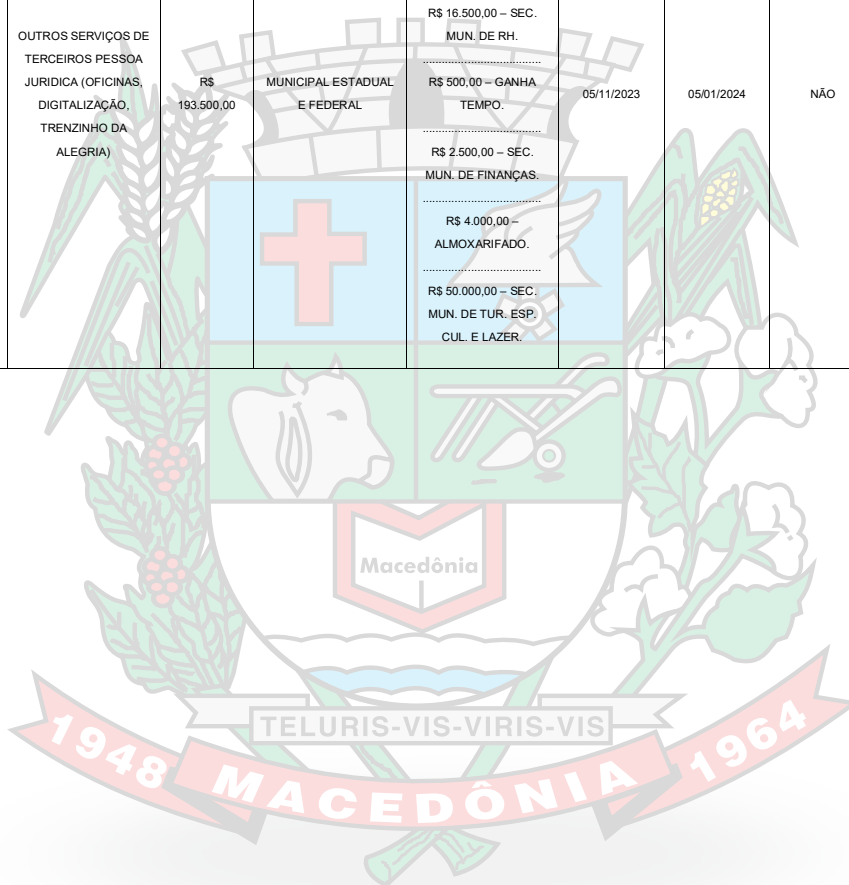 OUTROS SERVIÇOS DE
TERCEIROS PESSOA
JURIDICA (OFICINAS,
DIGITALIZAÇÃO,
TRENZINHO DA
ALEGRIA)
R$
193.500,00
MUNICIPAL ESTADUAL
E FEDERAL
R$ 16.500,00 – SEC.
MUN. DE RH.
.......................................
R$ 500,00 – GANHA
TEMPO.
.......................................
R$ 2.500,00 – SEC.
MUN. DE FINANÇAS.
.......................................
R$ 4.000,00 –
ALMOXARIFADO.
.......................................
R$ 50.000,00 – SEC.
MUN. DE TUR. ESP.
CUL. E LAZER.
05/11/2023
05/01/2024
NÃO
Macedônia
TELURIS-VIS-VIRIS-VIS
1948 MACEDÔNIA 1964